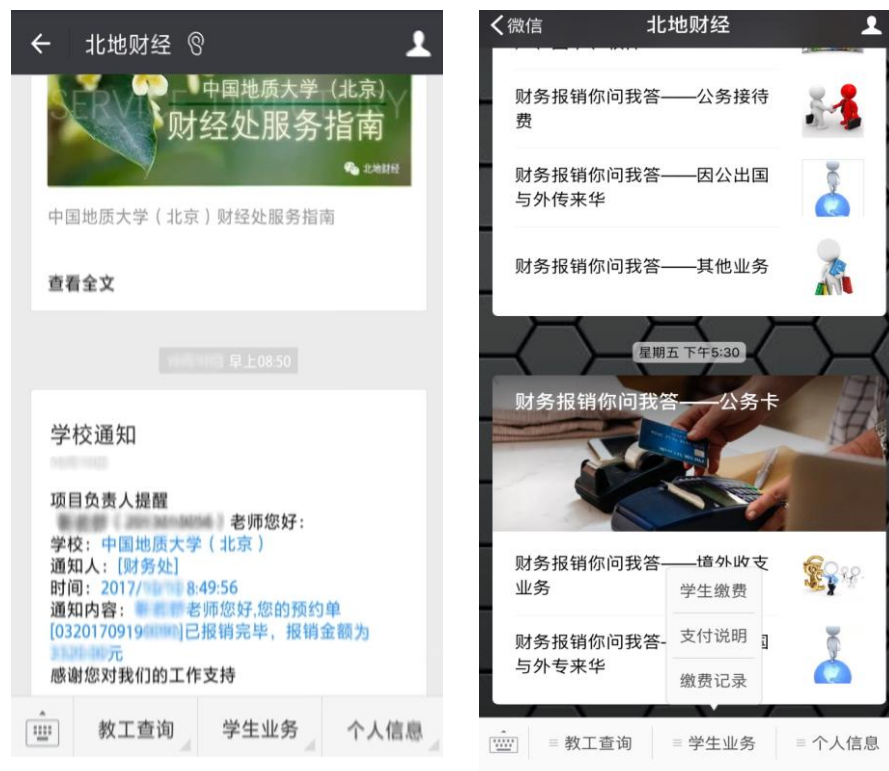 北地财经
SERVICE DIRECTORY
中国地质大学（北京）
财经处服务指南
北地财经
中国地质大学（北京）财经处服务指南
查看全文
早上08:50
学校通知
项目负责人提醒
老师您好：
学校：中国地质大学（北京）
通知人：[财务处]
时间：2017/ 8:49:56
通知内容： 老师您好,您的预约单
[0320170919 ]已报销完毕，报销金额为
元
感谢您对我们的工作支持
教工查询 学生业务 个人信息
微信 北地财经
财务报销你问我答——公务接待
费
财务报销你问我答——因公出国
与外传来华
财务报销你问我答——其他业务
星期五 下午5:30
财务报销你问我答——公务卡
财务报销你问我答——境外收支
业务
财务报销你问我答- 国
与外专来华
学生缴费
支付说明
缴费记录
教工查询 学生业务 个人信息